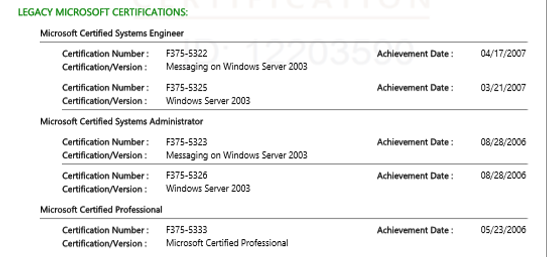 LEGACY MICROSOFT CERTIFICATIONS:
Microsoft Certified Systems Engineer
Certification Number : F375-5322 Achievement Date : 04/17/2007
Certification/Version : Messaging on Windows Server 2003
Certification Number : F375-5325 Achievement Date : 03/21/2007
Certification/Version : Windows Server 2003
Microsoft Certified Systems Administrator
Certification Number : F375-5323 Achievement Date : 08/28/2006
Certification/Version : Messaging on Windows Server 2003
Certification Number : F375-5326 Achievement Date : 08/28/2006
Certification/Version : Windows Server 2003
Microsoft Certified Professional
Certification Number : F375-5333 Achievement Date : 05/23/2006
Certification/Version : Microsoft Certified Professional